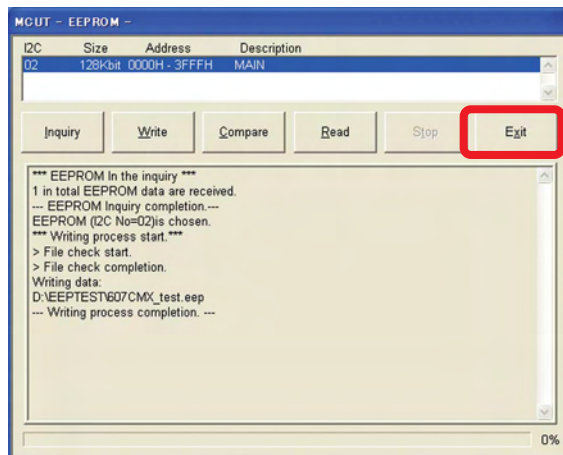 MCUT - EEPROM -
I2C Size Address Description
02 128Kbit 0000H - 3FFFH MAIN
Inquiry Write Compare Read Stop Exit
*** EEPROM In the inquiry ***
1 in total EEPROM data are received.
--- EEPROM Inquiry completion.---
EEPROM (I2C No=02)is chosen.
*** Writing process start.***
> File check start.
> File check completion.
Writing data:
D:\EEPTEST\607CMX_test.eep
--- Writing process completion. ---
0%